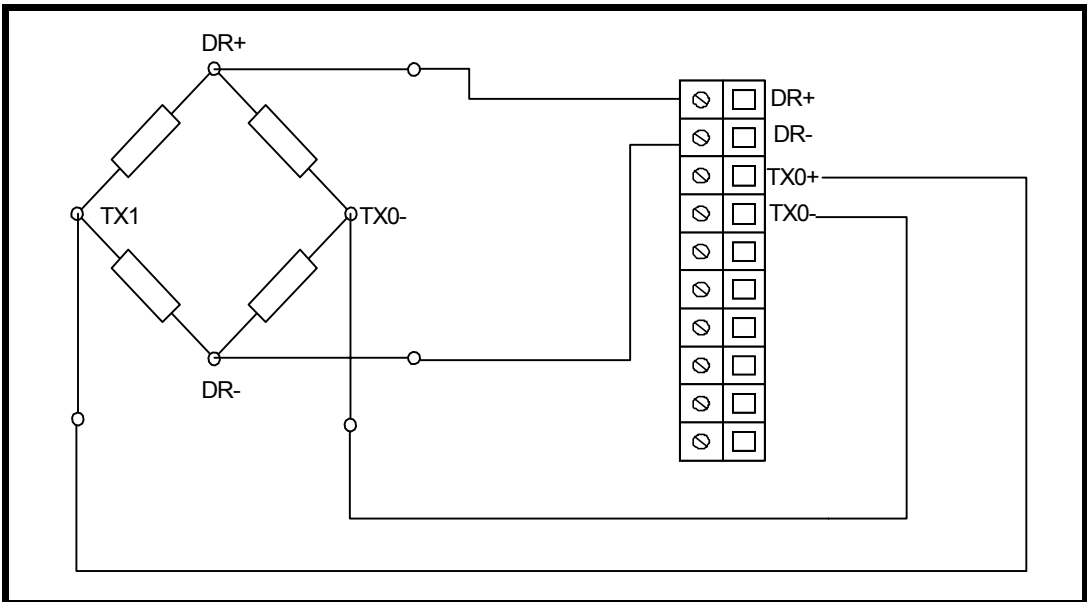 DR+
DR+
DR-
TX0+
TX1
TX0-
TX0-
DR-